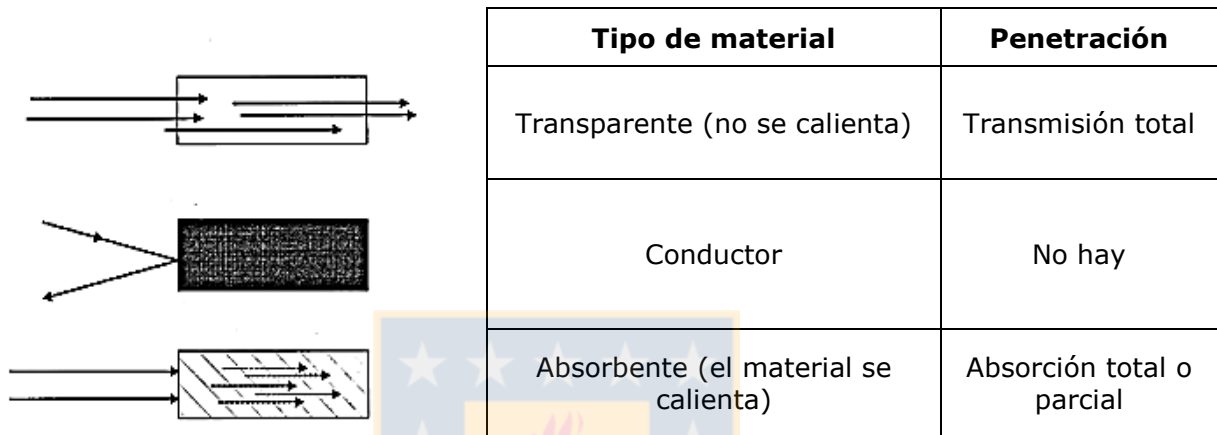 Tipo de material
Penetración
Transparente (no se calienta)
Transmisión total
Conductor
No hay
Absorbente (el material se
calienta)
Absorción total o
parcial